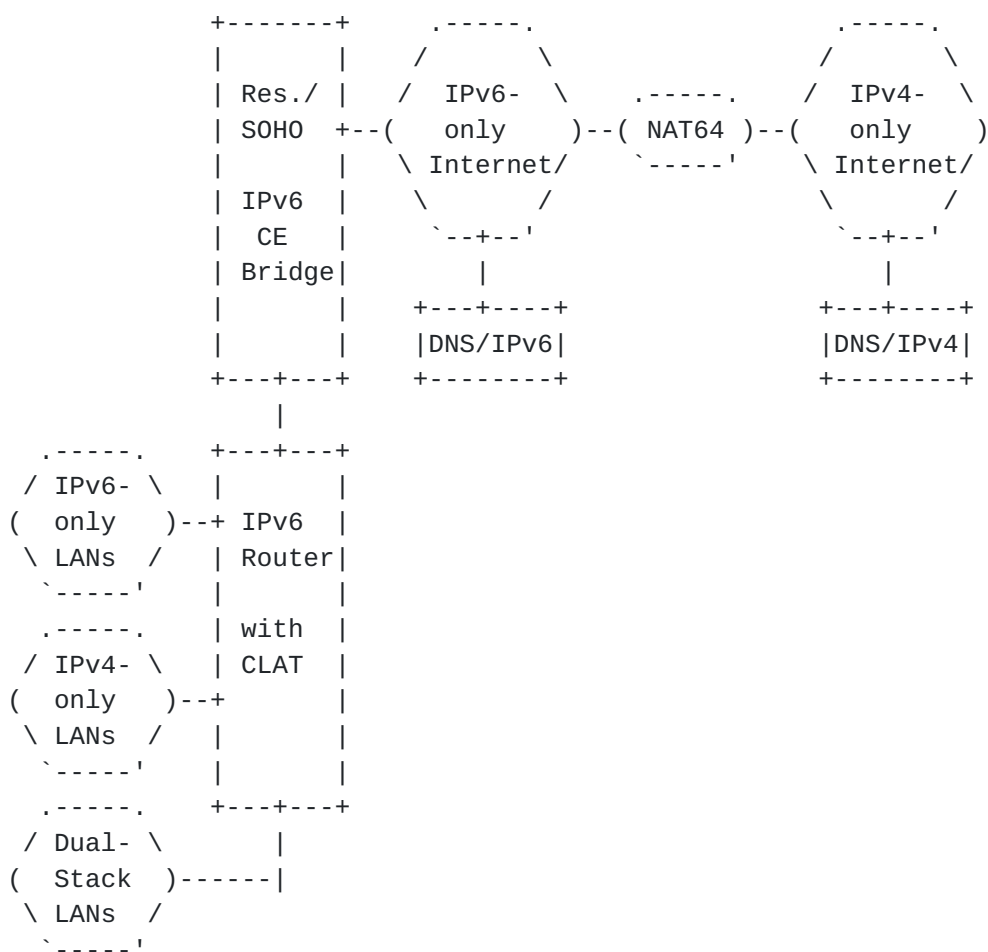 Res./
SOHO
IPv6
CE
Bridge
IPv6-
only
Internet
NAT64
IPv4-
only
Internet
DNS/IPv6
DNS/IPv4
IPv6-
only
LANs
IPv6
Router
with
CLAT
IPv4-
only
LANs
Dual-
Stack
LANs